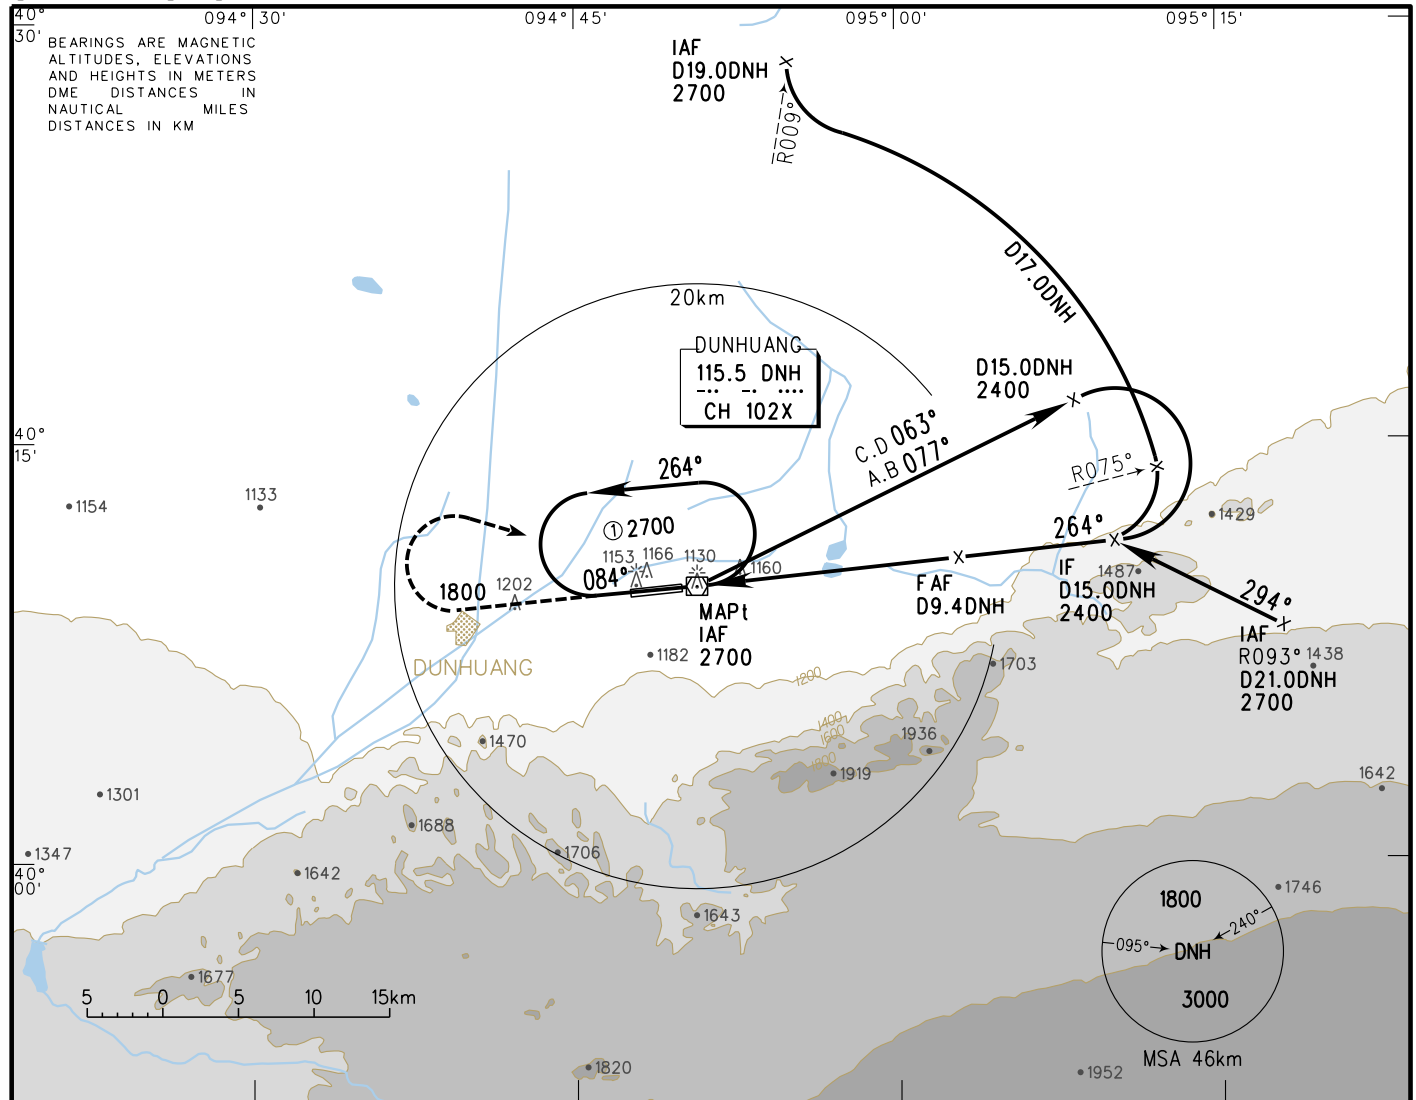 094° 30'
094° 45'
095° 00'
095° 15'
40°
30'
BEARINGS ARE MAGNETIC
ALTITUDES, ELEVATIONS
AND HEIGHTS IN METERS
DME DISTANCES IN
NAUTICAL MILES
DISTANCES IN KM
IAF
D19.0DNH
2700
R009°
D17.0DNH
20km
DUNHUANG
115.5 DNH
-·· -· ····
CH 102X
D15.0DNH
2400
C.D 063°
A.B 077°
R075°
40°
15'
1154
1133
264°
① 2700
1153
1166
1130
1160
084°
1800
1202
264°
1429
FAF
D9.4DNH
IF
D15.0DNH
2400
1487
294°
IAF
R093°
D21.0DNH
2700
1438
MAPt
IAF
2700
DUNHUANG
1182
1703
1200
1400
1600
1800
1470
1936
1919
1642
1301
1688
1706
1347
1642
40°
00'
1643
1746
1677
5 0 5 10 15km
1800
095°
240°
DNH
3000
MSA 46km
1820
1952